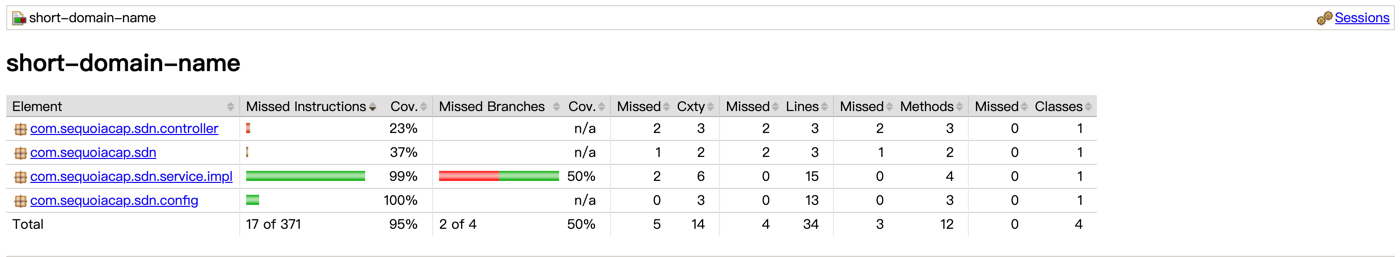 short-domain-name Sessions
short-domain-name
Element Missed Instructions Cov. Missed Branches Cov. Missed Cxty Missed Lines Missed Methods Missed Classes
com.sequoiacap.sdn.controller 23% n/a 2 3 2 3 2 3 0 1
com.sequoiacap.sdn 37% n/a 1 2 2 3 1 2 0 1
com.sequoiacap.sdn.service.impl 99% 50% 2 6 0 15 0 4 0 1
com.sequoiacap.sdn.config 100% n/a 0 3 0 13 0 3 0 1
Total 17 of 371 95% 2 of 4 50% 5 14 4 34 3 12 0 4